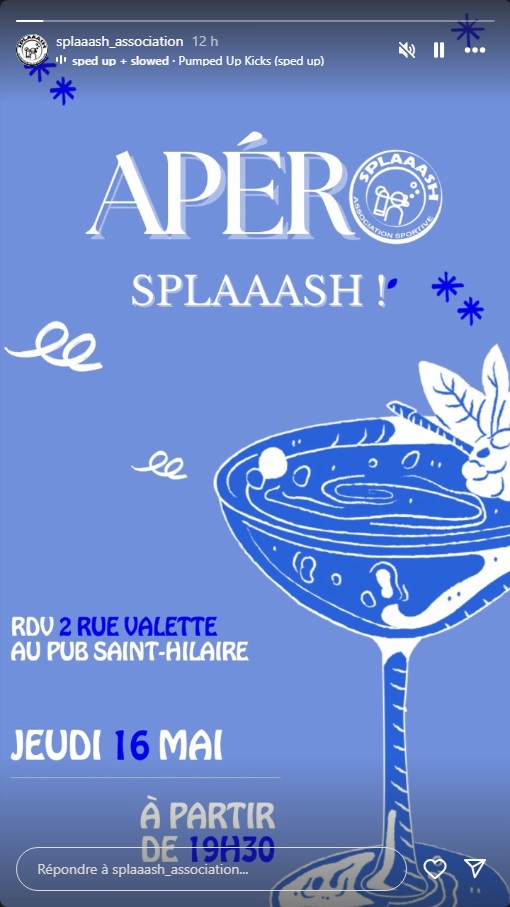 splaaash_association 12 h
sped up + slowed · Pumped Up Kicks (sped up)
APÉRO
SPLAAASH
ASSOCIATION SPORTIVE
SPLAAASH !
RDV 2 RUE VALETTE
AU PUB SAINT-HILAIRE
JEUDI 16 MAI
À PARTIR
DE 19H30
Répondre à splaaash_association...